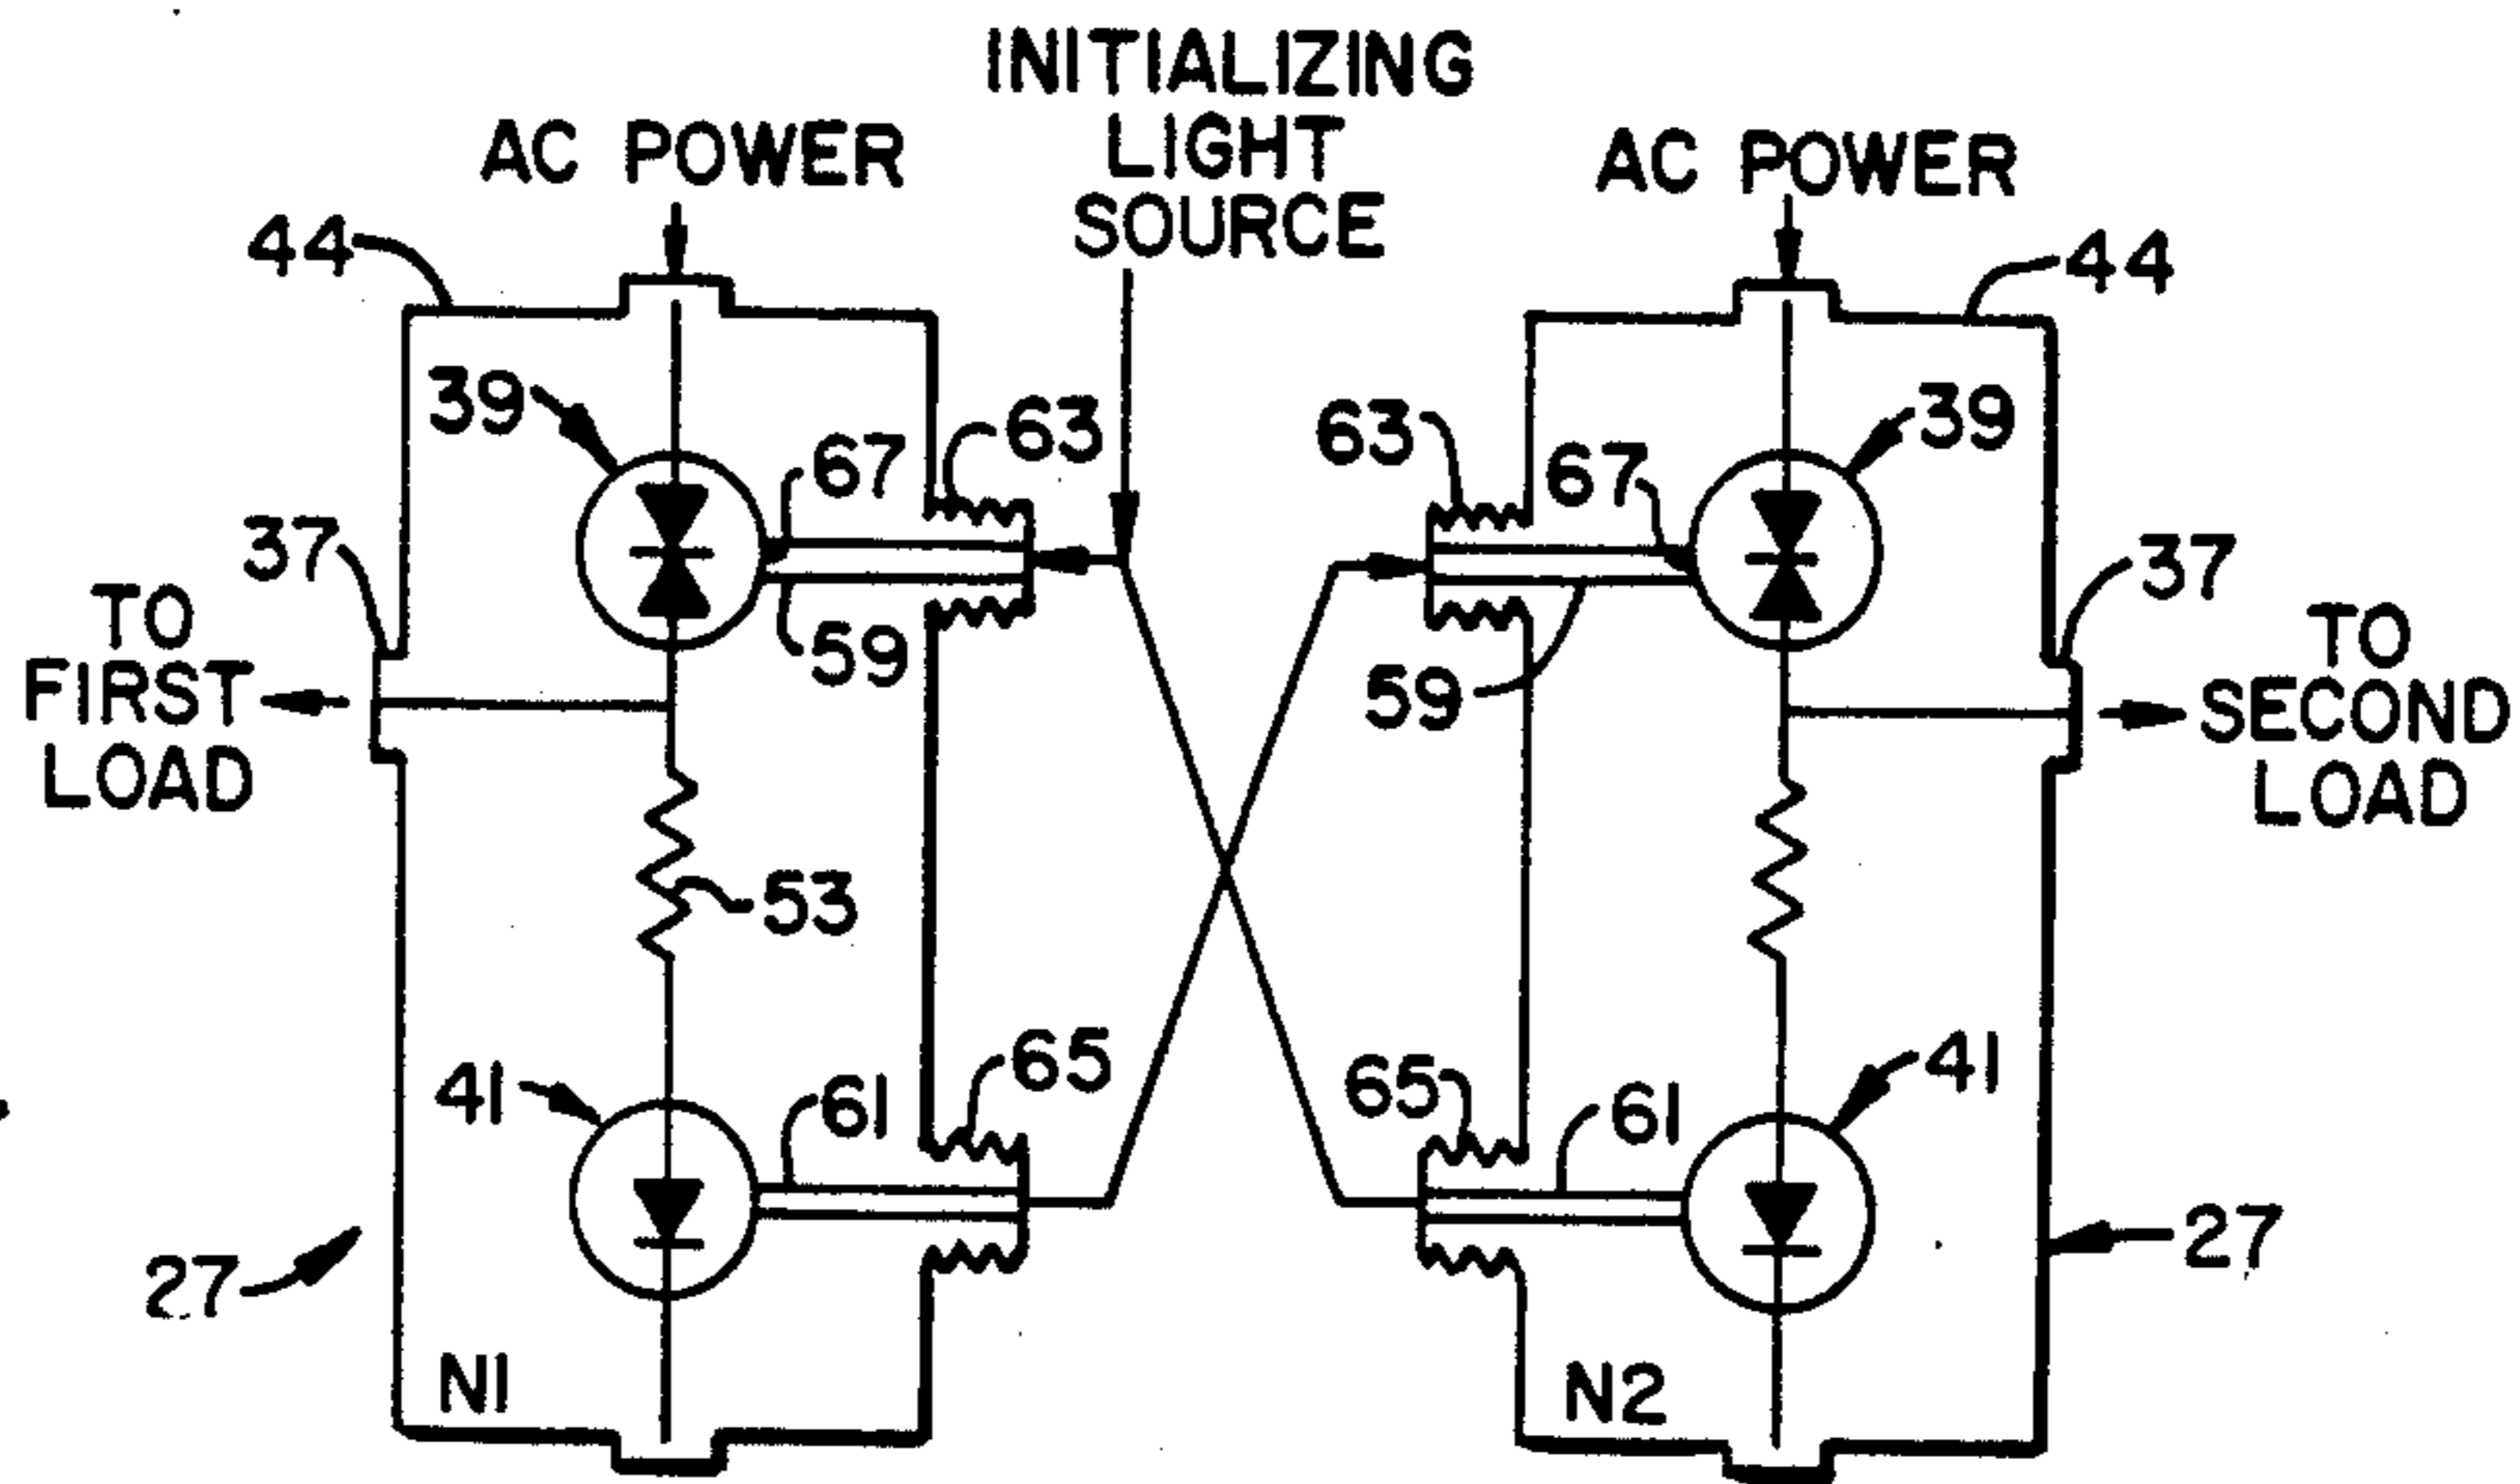 INITIALIZING
LIGHT
SOURCE
AC POWER
AC POWER
44
44
39
39
63
63
67
67
37
37
59
59
TO
FIRST
LOAD
TO
SECOND
LOAD
53
41
41
61
61
65
65
27
27
N1
N2